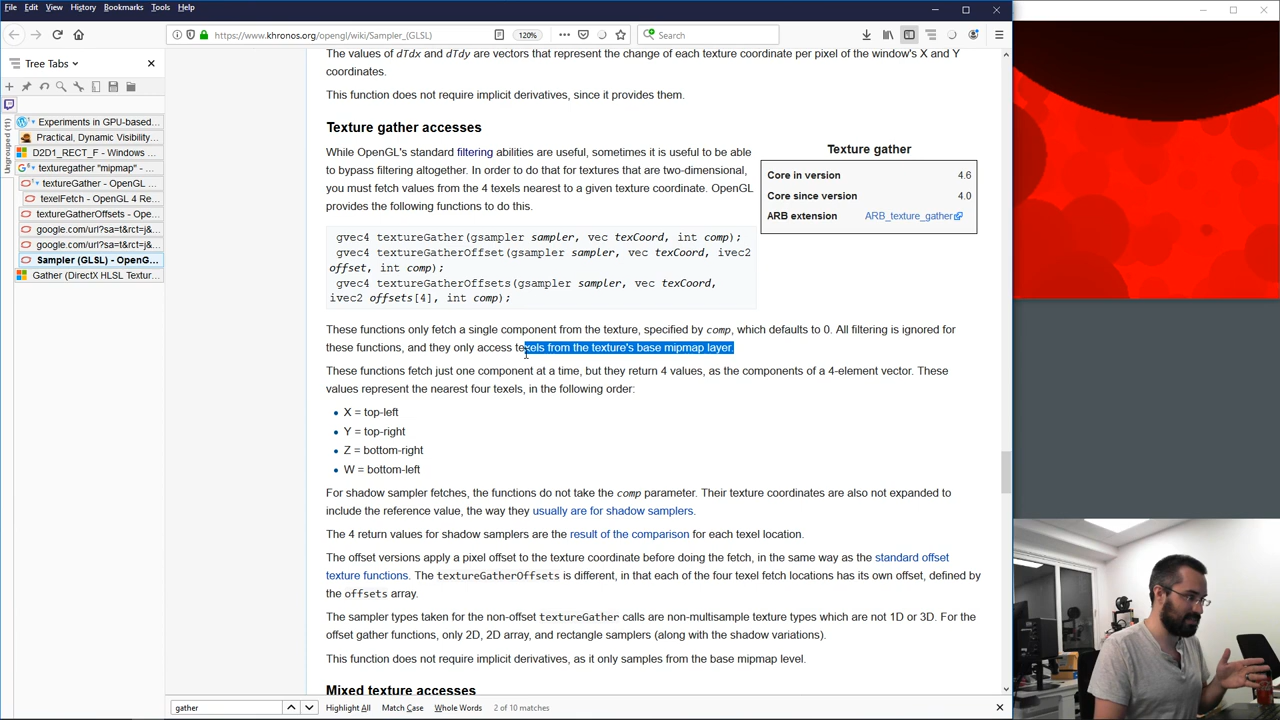 File Edit View History Bookmarks Tools Help
https://www.khronos.org/opengl/wiki/Sampler_(GLSL)
120%
Search
Tree Tabs
Ungrouped (11)
Experiments in GPU-based...
Practical, Dynamic Visibility...
D2D1_RECT_F - Windows ...
texturegather "mipmap" - G...
textureGather - OpenGL ...
texelFetch - OpenGL 4 Re...
textureGatherOffsets - Ope...
google.com/url?sa=t&rct=j&...
google.com/url?sa=t&rct=j&...
Sampler (GLSL) - OpenG...
Gather (DirectX HLSL Textur...
The values of dTdx and dTdy are vectors that represent the change of each texture coordinate per pixel of the window's X and Y
coordinates.
This function does not require implicit derivatives, since it provides them.
Texture gather accesses
While OpenGL's standard filtering abilities are useful, sometimes it is useful to be able
to bypass filtering altogether. In order to do that for textures that are two-dimensional,
you must fetch values from the 4 texels nearest to a given texture coordinate. OpenGL
provides the following functions to do this.
Texture gather
Core in version 4.6
Core since version 4.0
ARB extension ARB_texture_gather
gvec4 textureGather(gsampler sampler, vec texCoord, int comp);
gvec4 textureGatherOffset(gsampler sampler, vec texCoord, ivec2
offset, int comp);
gvec4 textureGatherOffsets(gsampler sampler, vec texCoord,
ivec2 offsets[4], int comp);
These functions only fetch a single component from the texture, specified by comp, which defaults to 0. All filtering is ignored for
these functions, and they only access texels from the texture's base mipmap layer.
These functions fetch just one component at a time, but they return 4 values, as the components of a 4-element vector. These
values represent the nearest four texels, in the following order:
• X = top-left
• Y = top-right
• Z = bottom-right
• W = bottom-left
For shadow sampler fetches, the functions do not take the comp parameter. Their texture coordinates are also not expanded to
include the reference value, the way they usually are for shadow samplers.
The 4 return values for shadow samplers are the result of the comparison for each texel location.
The offset versions apply a pixel offset to the texture coordinate before doing the fetch, in the same way as the standard offset
texture functions. The textureGatherOffsets is different, in that each of the four texel fetch locations has its own offset, defined by
the offsets array.
The sampler types taken for the non-offset textureGather calls are non-multisample texture types which are not 1D or 3D. For the
offset gather functions, only 2D, 2D array, and rectangle samplers (along with the shadow variations).
This function does not require implicit derivatives, as it only samples from the base mipmap level.
Mixed texture accesses
gather
Highlight All Match Case Whole Words 2 of 10 matches